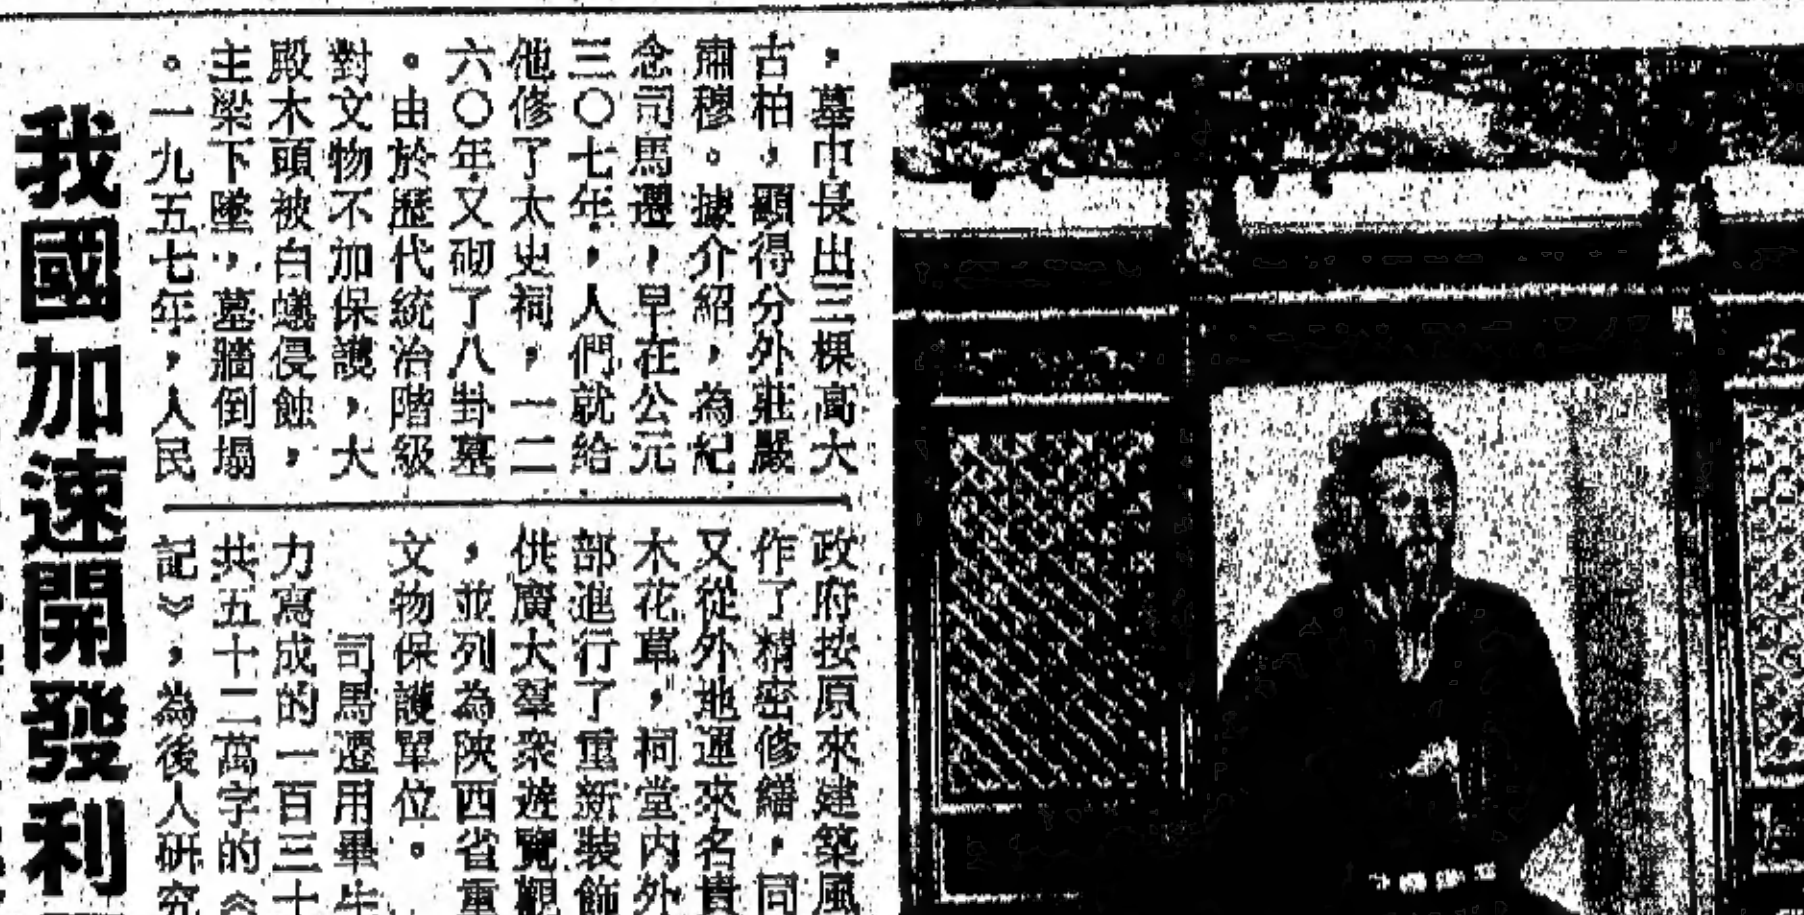 ，墓中長出三棵高大
古柏，顯得分外莊嚴
肅穆。據介紹，為紀
念司馬遷，早在公元
三〇七年，人們就給
他修了太史祠，一二
六〇年又砌了八卦墓
。由於歷代統治階級
對文物不加保護，大
殿木頭被白蟻侵蝕，
主梁下墜，墓牆倒塌
。一九五七年，人民
政府按原來建築風
作了精密修繕，同
又從外地運來名貴
木花草，祠堂內外
部進行了重新裝飾
供廣大羣衆遊覽觀
，並列為陝西省重
文物保護單位。
司馬遷用畢生
力寫成的一百三十
共五十二萬字的《
記》，為後人研究
我國加速開發利